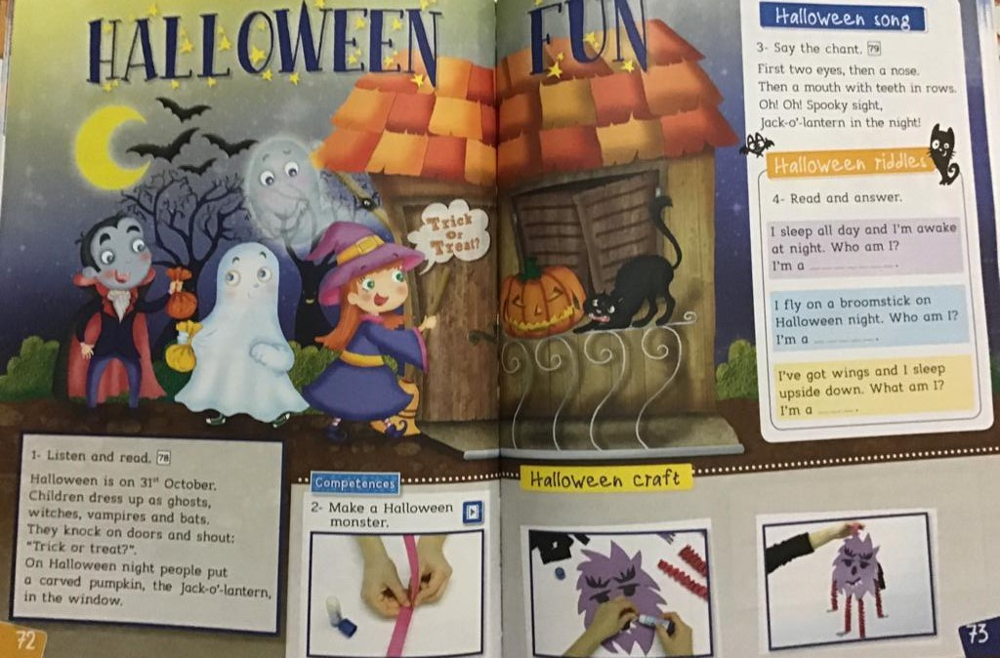 HALLOWEEN FUN
Trick
or
Treat?
1- Listen and read. 78
Halloween is on 31st October.
Children dress up as ghosts,
witches, vampires and bats.
They knock on doors and shout:
"Trick or treat?".
On Halloween night people put
a carved pumpkin, the Jack-o'-lantern,
in the window.
72
Competences
2- Make a Halloween
monster.
Halloween craft
Halloween song
3- Say the chant. 79
First two eyes, then a nose.
Then a mouth with teeth in rows.
Oh! Oh! Spooky sight,
Jack-o'-lantern in the night!
Halloween riddles
4- Read and answer.
I sleep all day and I'm awake
at night. Who am I?
I'm a _ _ _ _ _ _ _ .
I fly on a broomstick on
Halloween night. Who am I?
I'm a _ _ _ _ _ .
I've got wings and I sleep
upside down. What am I?
I'm a _ _ _ .
73